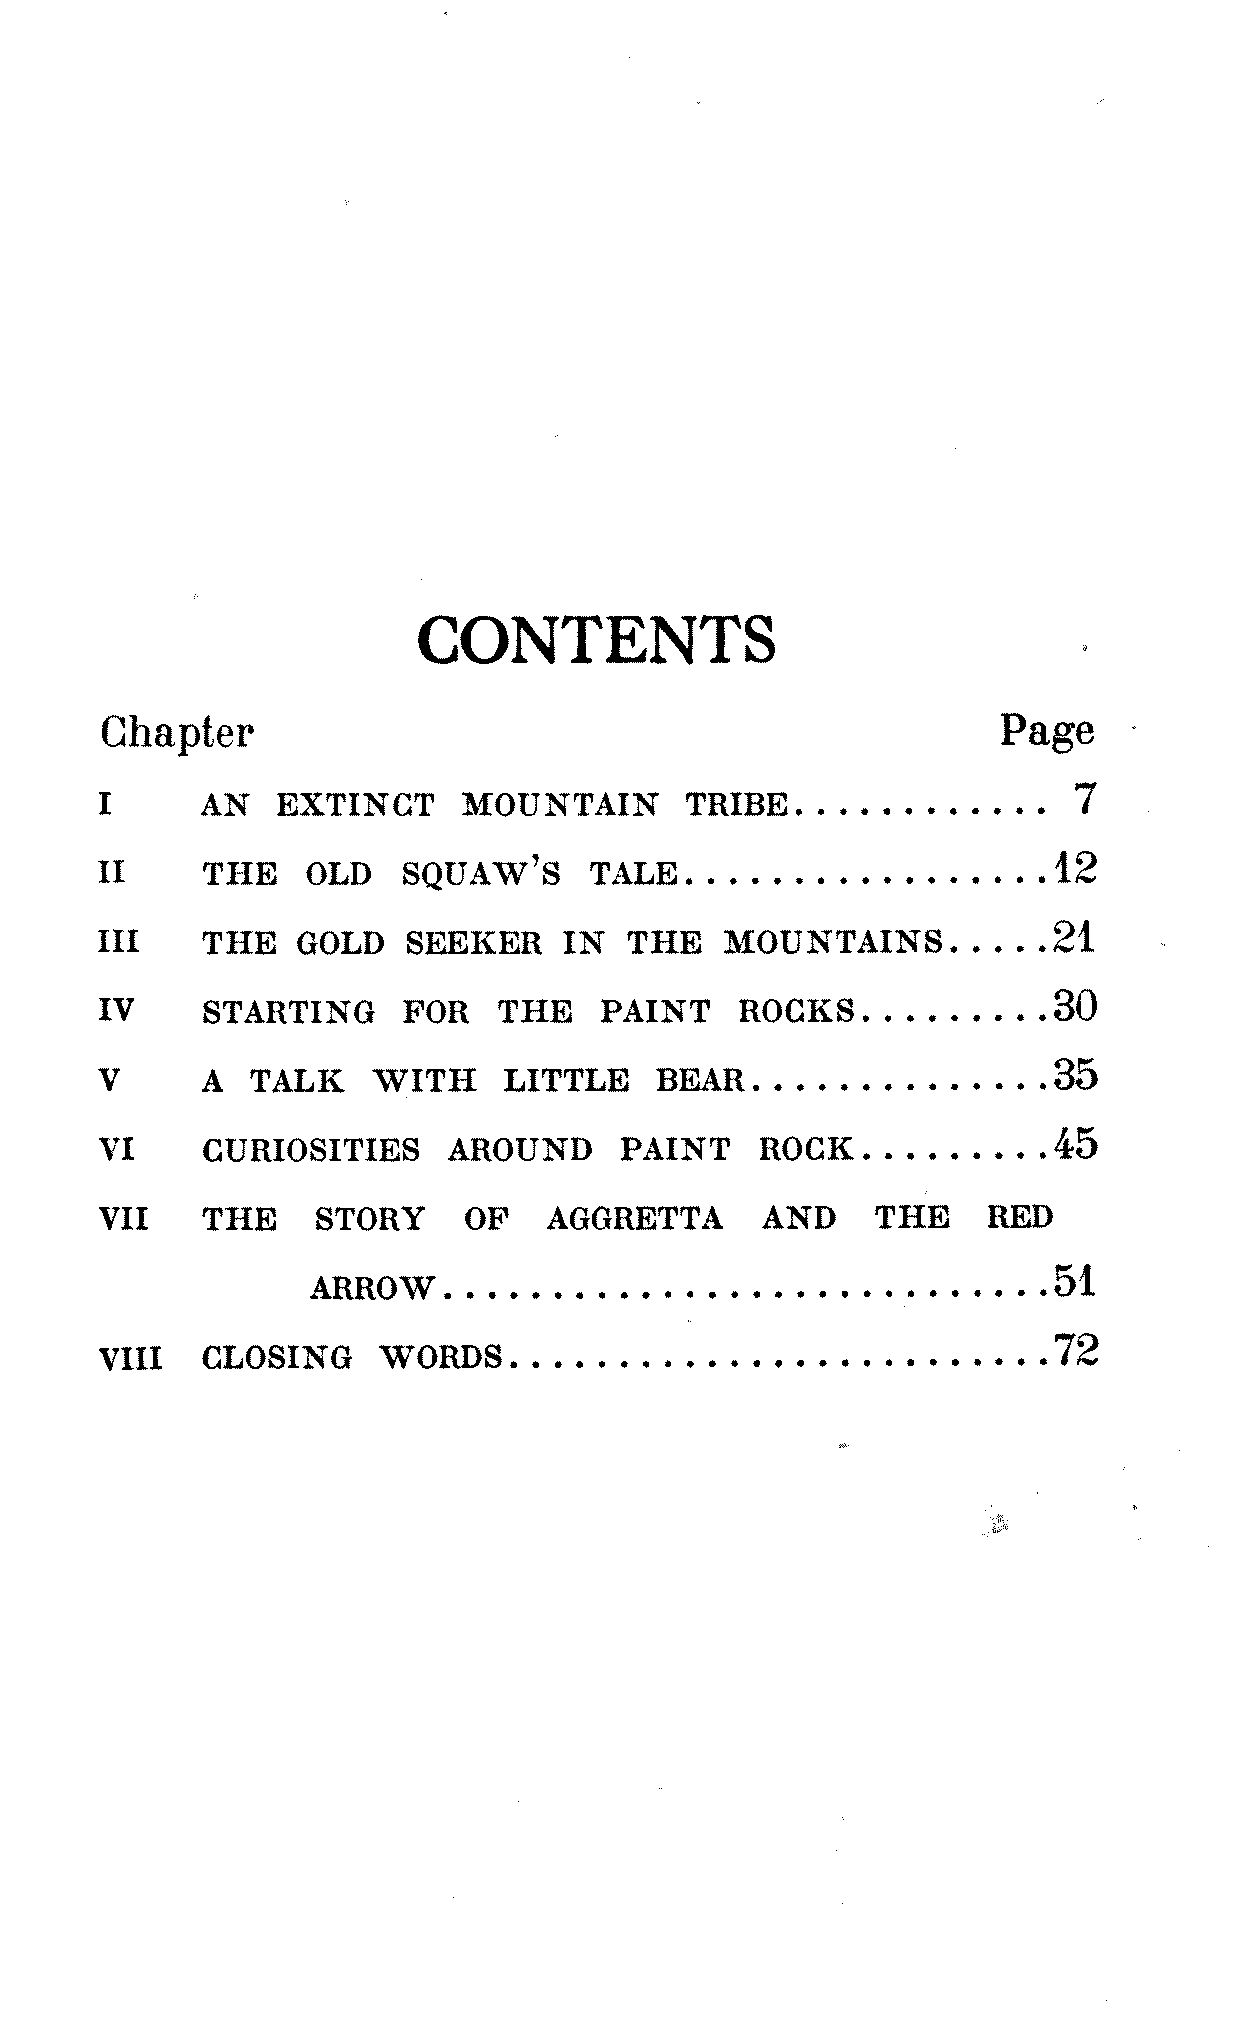 CONTENTS
Chapter Page
I AN EXTINCT MOUNTAIN TRIBE............ 7
II THE OLD SQUAW'S TALE.................12
III THE GOLD SEEKER IN THE MOUNTAINS.....21
IV STARTING FOR THE PAINT ROCKS.........30
V A TALK WITH LITTLE BEAR..............35
VI CURIOSITIES AROUND PAINT ROCK.........45
VII THE STORY OF AGGRETTA AND THE RED
ARROW............................51
VIII CLOSING WORDS.........................72